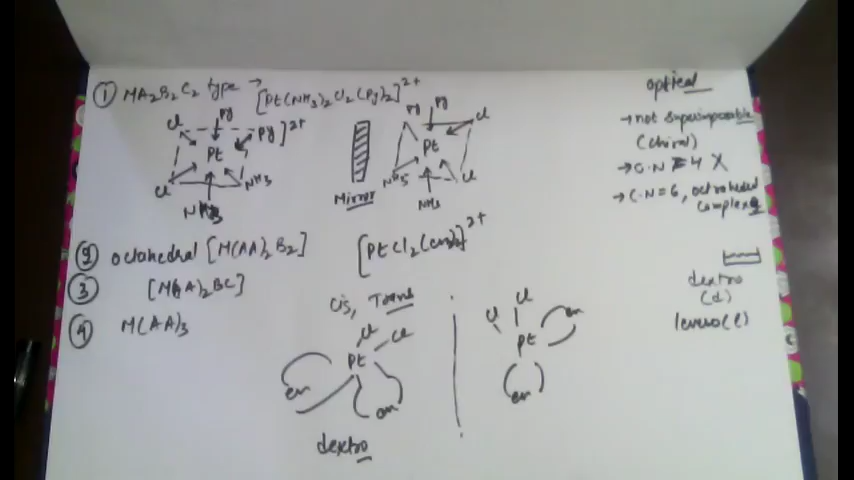 ① MA2B2C2 type → [Pt(NH3)2Cl2(Py)2]2+
Cl Py Py ]2+
Pt
Cl NH3
NH3
Mirror
Py Py Cl
Pt
NH3 Cl
NH3
② octahedral [M(AA)2B2] [PtCl2(en)2]2+
③ [M(AA)2BC]
④ M(AA)3
cis, Trans
Cl Cl
Pt
en en
dextro
Cl Cl
Pt en
en
optical
→ not superimposable
(chiral)
→ C.N = 4 X
→ C.N = 6, octahedral
complexes
dextro
(d)
levero(l)